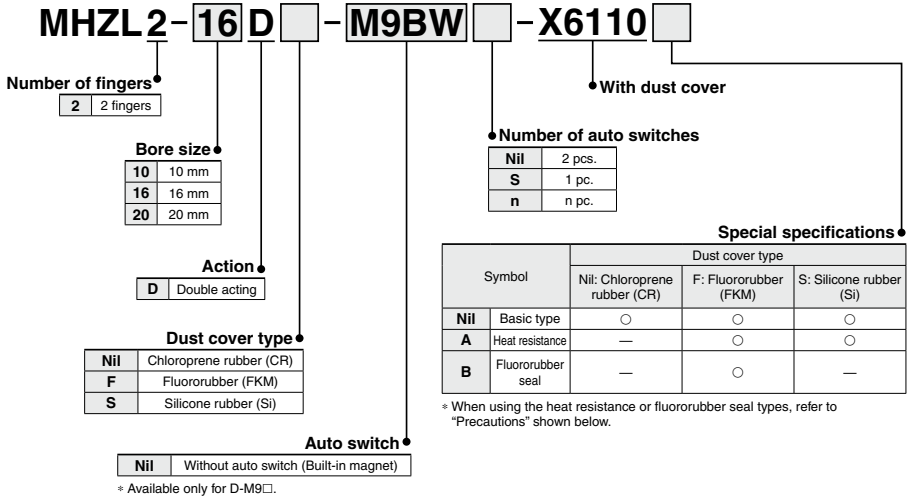 MHZL2-16D□-M9BW□-X6110□
Number of fingers
2 2 fingers
With dust cover
Number of auto switches
Nil 2 pcs.
S 1 pc.
n n pc.
Bore size
10 10 mm
16 16 mm
20 20 mm
Action
D Double acting
Dust cover type
Nil Chloroprene rubber (CR)
F Fluororubber (FKM)
S Silicone rubber (Si)
Auto switch
Nil Without auto switch (Built-in magnet)
* Available only for D-M9□.
Special specifications
Symbol Dust cover type
Nil: Chloroprene rubber (CR) F: Fluororubber (FKM) S: Silicone rubber (Si)
Nil Basic type ○ ○ ○
A Heat resistance — ○ ○
B Fluororubber seal — ○ —
* When using the heat resistance or fluororubber seal types, refer to
“Precautions” shown below.